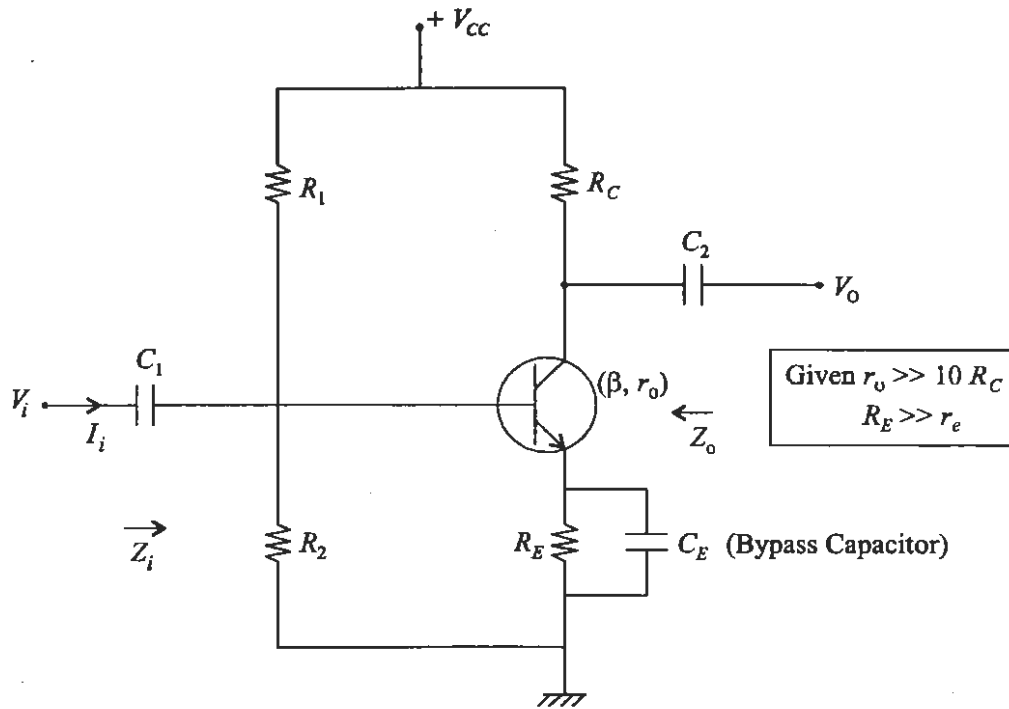 + V_CC
R_1
R_C
C_2
V_o
C_1
(β, r_o)
Given r_o >> 10 R_C
R_E >> r_e
V_i
I_i
Z_o
Z_i
R_2
R_E
C_E (Bypass Capacitor)